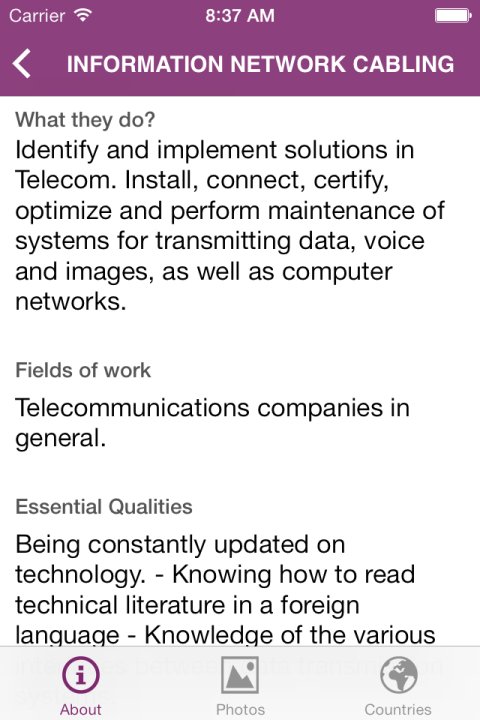 Carrier 8:37 AM
INFORMATION NETWORK CABLING
What they do?
Identify and implement solutions in
Telecom. Install, connect, certify,
optimize and perform maintenance of
systems for transmitting data, voice
and images, as well as computer
networks.
Fields of work
Telecommunications companies in
general.
Essential Qualities
Being constantly updated on
technology. - Knowing how to read
technical literature in a foreign
language - Knowledge of the various
between data transmission
About Photos Countries